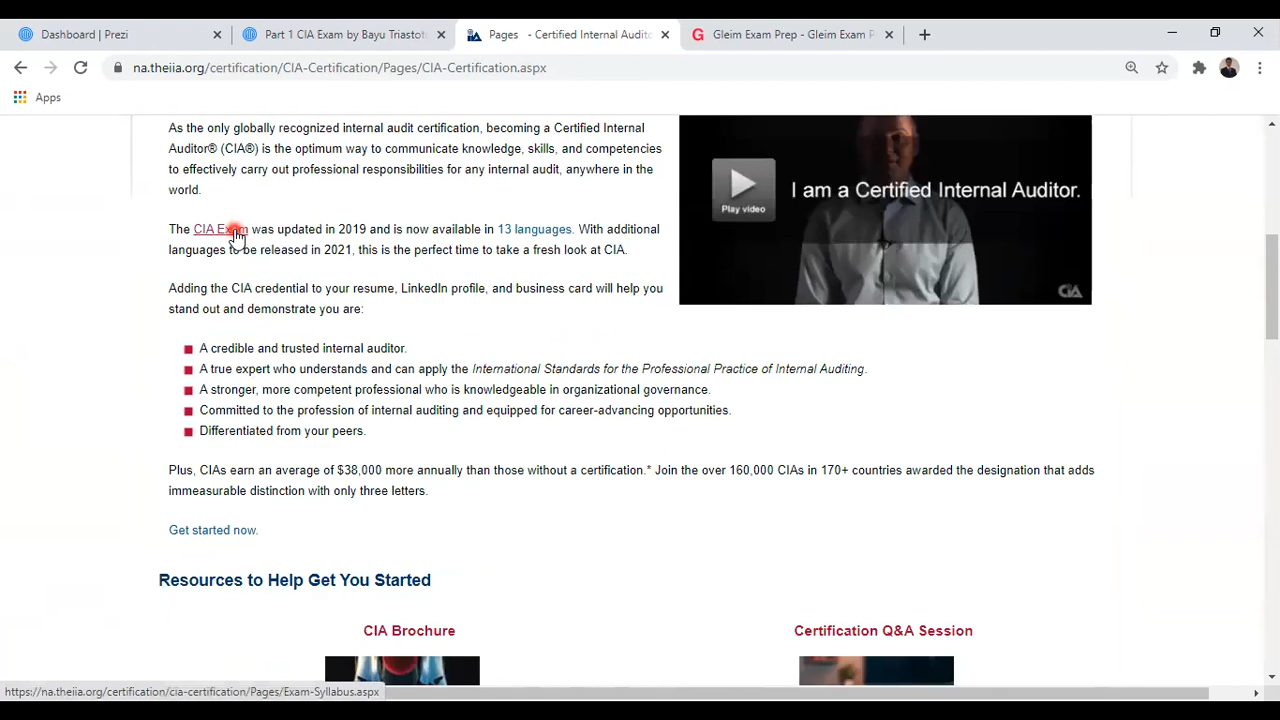 Dashboard | Prezi
Part 1 CIA Exam by Bayu Triastoto
Pages - Certified Internal Audito
Gleim Exam Prep - Gleim Exam P
na.theiia.org/certification/CIA-Certification/Pages/CIA-Certification.aspx
Apps
As the only globally recognized internal audit certification, becoming a Certified Internal
Auditor® (CIA®) is the optimum way to communicate knowledge, skills, and competencies
to effectively carry out professional responsibilities for any internal audit, anywhere in the
world.
Play video
I am a Certified Internal Auditor.
CIA
The CIA Exam was updated in 2019 and is now available in 13 languages. With additional
languages to be released in 2021, this is the perfect time to take a fresh look at CIA.
Adding the CIA credential to your resume, LinkedIn profile, and business card will help you
stand out and demonstrate you are:
A credible and trusted internal auditor.
A true expert who understands and can apply the International Standards for the Professional Practice of Internal Auditing.
A stronger, more competent professional who is knowledgeable in organizational governance.
Committed to the profession of internal auditing and equipped for career-advancing opportunities.
Differentiated from your peers.
Plus, CIAs earn an average of $38,000 more annually than those without a certification.* Join the over 160,000 CIAs in 170+ countries awarded the designation that adds
immeasurable distinction with only three letters.
Get started now.
Resources to Help Get You Started
CIA Brochure
Certification Q&A Session
https://na.theiia.org/certification/cia-certification/Pages/Exam-Syllabus.aspx